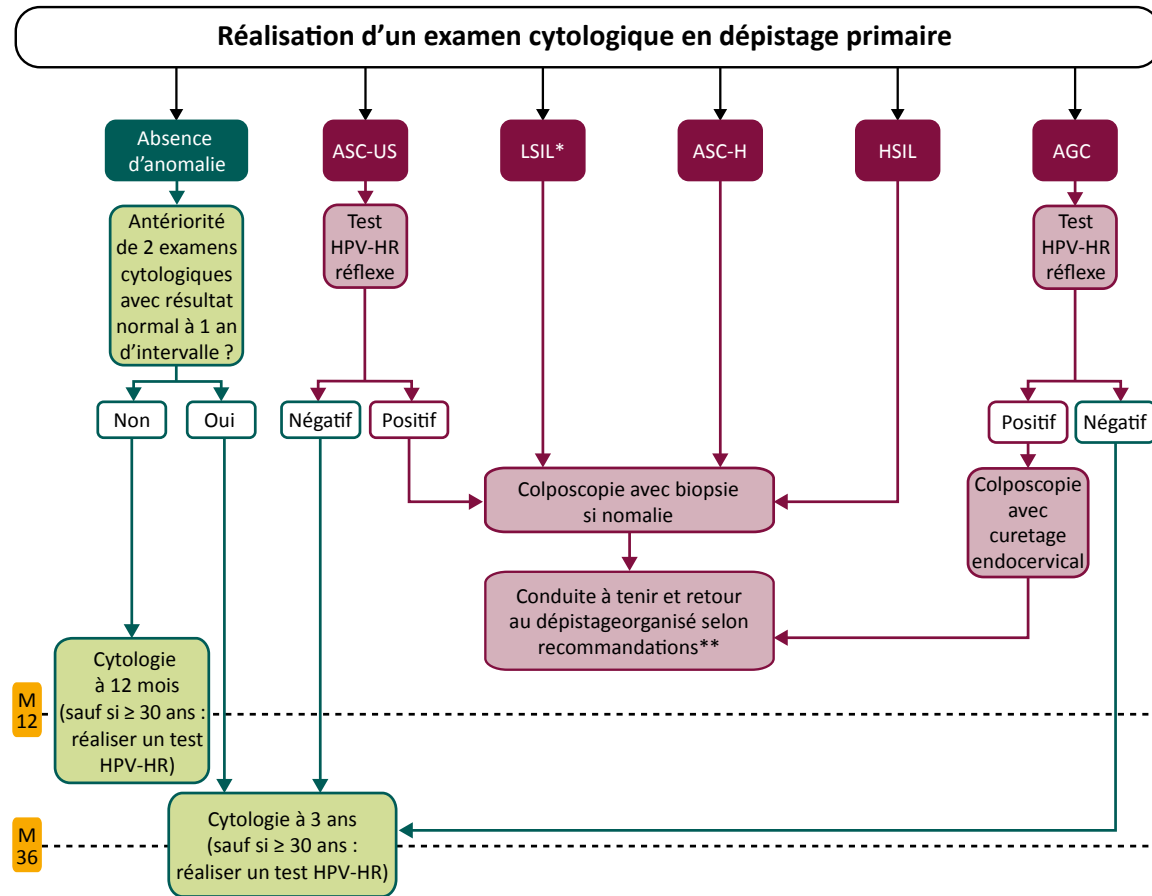 Réalisation d’un examen cytologique en dépistage primaire
Absence
d’anomalie
ASC-US
LSIL*
ASC-H
HSIL
AGC
Antériorité
de 2 examens
cytologiques
avec résultat
normal à 1 an
d’intervalle ?
Test
HPV-HR
réflexe
Test
HPV-HR
réflexe
Non
Oui
Négatif
Positif
Positif
Négatif
Colposcopie avec biopsie
si nomalie
Colposcopie
avec
curetage
endocervical
Conduite à tenir et retour
au dépistageorganisé selon
recommandations**
Cytologie
à 12 mois
(sauf si ≥ 30 ans :
réaliser un test
HPV-HR)
M
12
Cytologie à 3 ans
(sauf si ≥ 30 ans :
réaliser un test HPV-HR)
M
36